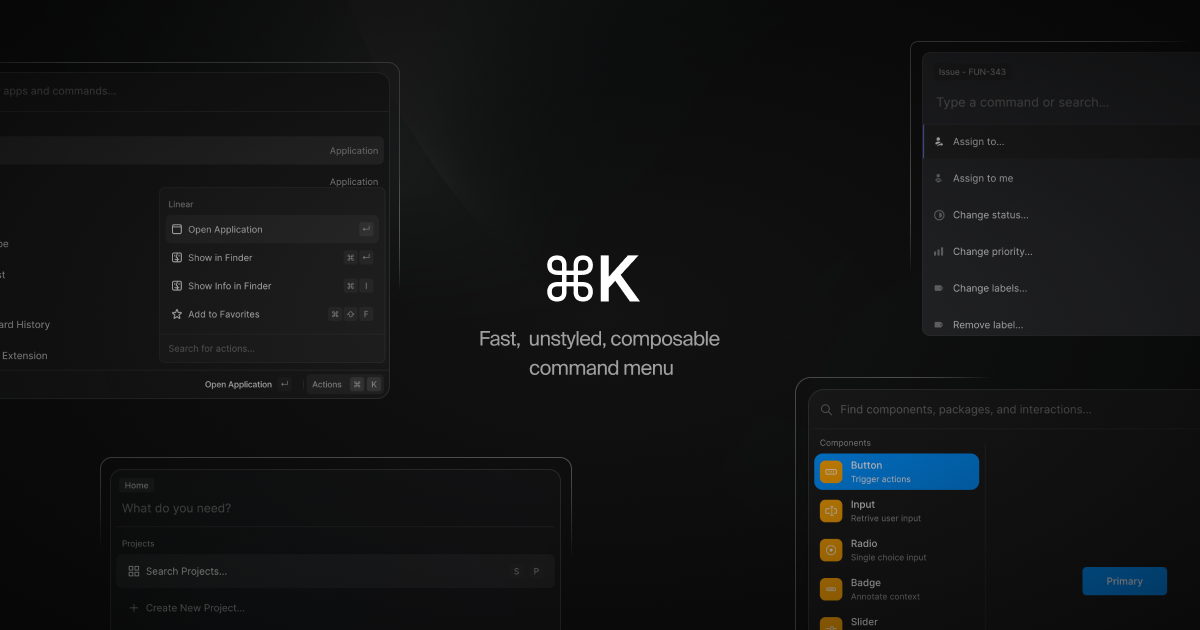 apps and commands...
Application
Application
Linear
Open Application ↵
Show in Finder ⌘ ↵
Show Info in Finder ⌘ I
Add to Favorites ⌘ ⇧ F
Search for actions...
ard History
Extension
Open Application ↵ Actions ⌘ K
Issue - FUN-343
Type a command or search...
Assign to...
Assign to me
Change status...
Change priority...
Change labels...
Remove label...
⌘K
Fast, unstyled, composable
command menu
Home
What do you need?
Projects
Search Projects... S P
Create New Project...
Find components, packages, and interactions...
Components
Button
Trigger actions
Input
Retrive user input
Radio
Single choice input
Badge
Annotate context
Slider
Primary